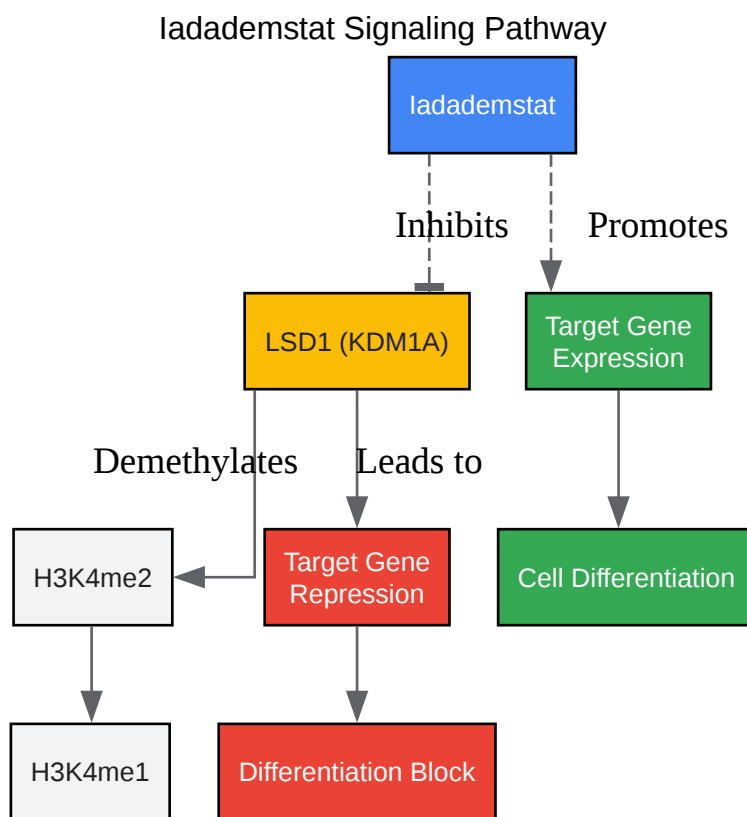 Iadademstat Signaling Pathway
Iadademstat
Inhibits
Promotes
LSD1 (KDM1A)
Target Gene
Expression
Demethylates
Leads to
H3K4me2
Target Gene
Repression
Cell Differentiation
H3K4me1
Differentiation Block